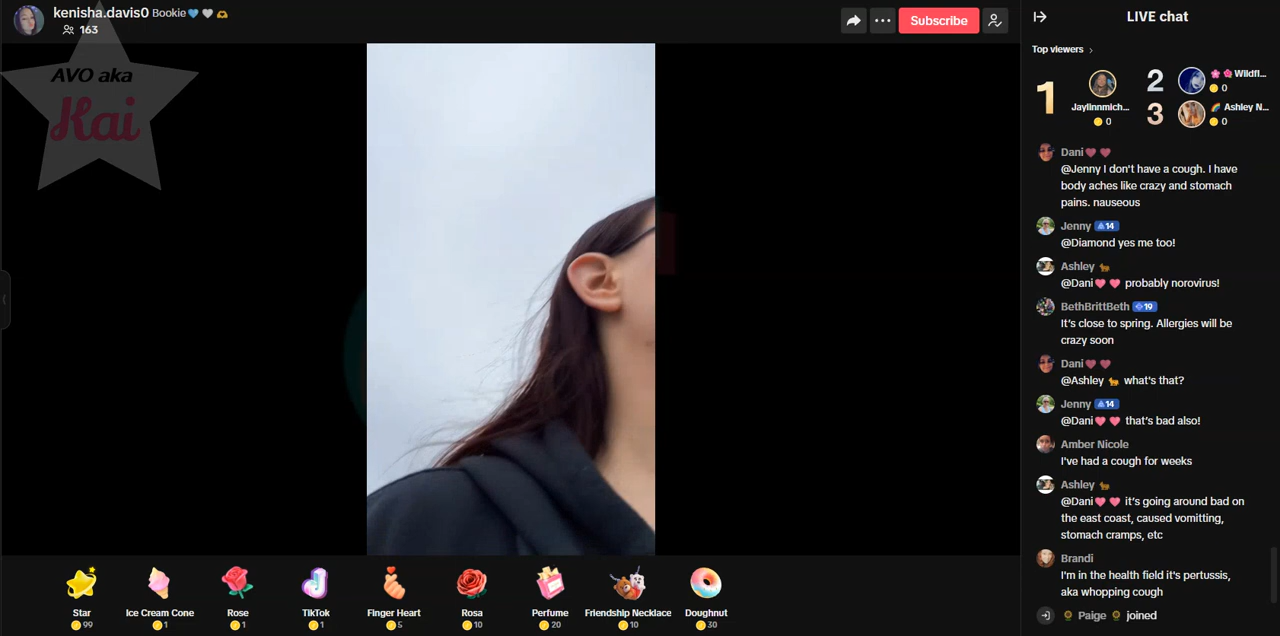 kenisha.davis0 Bookie
163
Subscribe
LIVE chat
Top viewers
AVO aka
Kai
1
Jaylinnmich...
0
2
Wildfl...
0
3
Ashley N...
0
Dani
@Jenny I don't have a cough. I have
body aches like crazy and stomach
pains. nauseous
Jenny 14
@Diamond yes me too!
Ashley
@Dani probably norovirus!
BethBrittBeth 19
It's close to spring. Allergies will be
crazy soon
Dani
@Ashley what's that?
Jenny 14
@Dani that's bad also!
Amber Nicole
I've had a cough for weeks
Ashley
@Dani it's going around bad on
the east coast, caused vomitting,
stomach cramps, etc
Brandi
I'm in the health field it's pertussis,
aka whopping cough
Paige joined
Star
99
Ice Cream Cone
1
Rose
1
TikTok
1
Finger Heart
5
Rosa
10
Perfume
20
Friendship Necklace
10
Doughnut
30